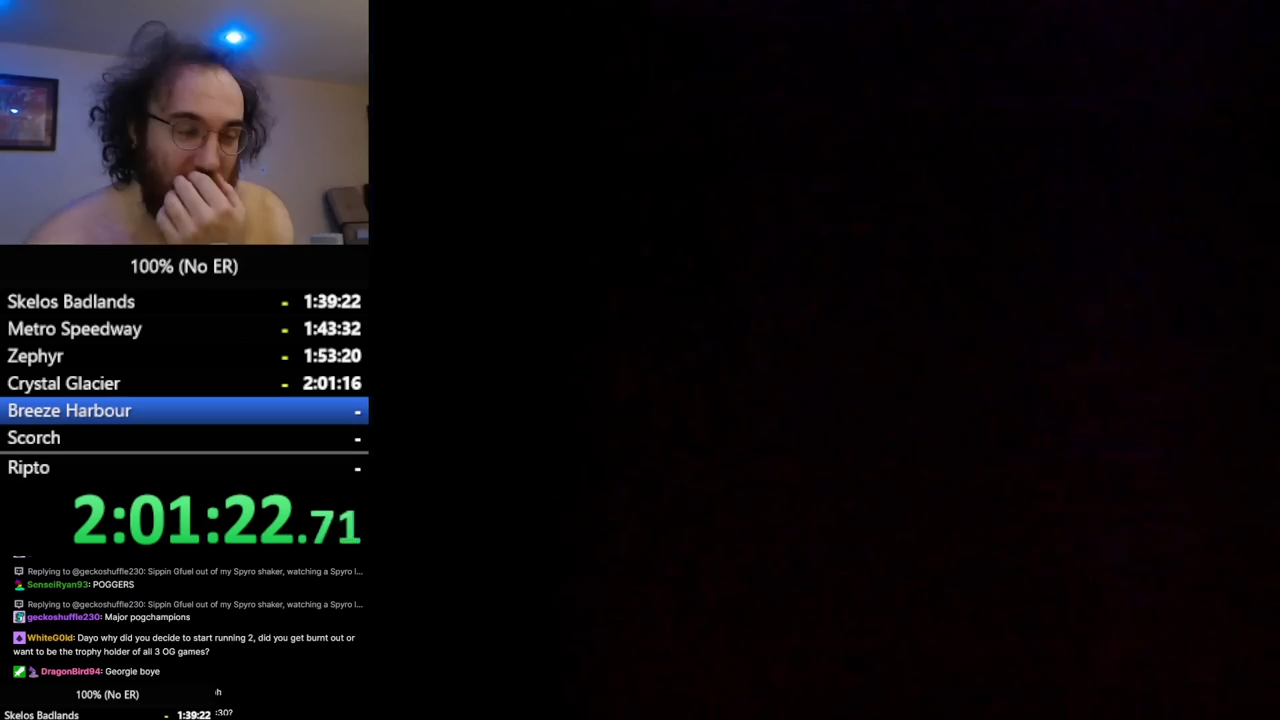 100% (No ER)
Skelos Badlands - 1:39:22
Metro Speedway - 1:43:32
Zephyr - 1:53:20
Crystal Glacier - 2:01:16
Breeze Harbour -
Scorch -
Ripto -
2:01:22.71
Replying to @geckoshuffle230: Sippin Gfuel out of my Spyro shaker, watching a Spyro l...
SenseiRyan93: POGGERS
Replying to @geckoshuffle230: Sippin Gfuel out of my Spyro shaker, watching a Spyro l...
geckoshuffle230: Major pogchampions
WhiteG0ld: Dayo why did you decide to start running 2, did you get burnt out or
want to be the trophy holder of all 3 OG games?
DragonBird94: Georgie boye
100% (No ER)
Skelos Badlands - 1:39:22 :30?